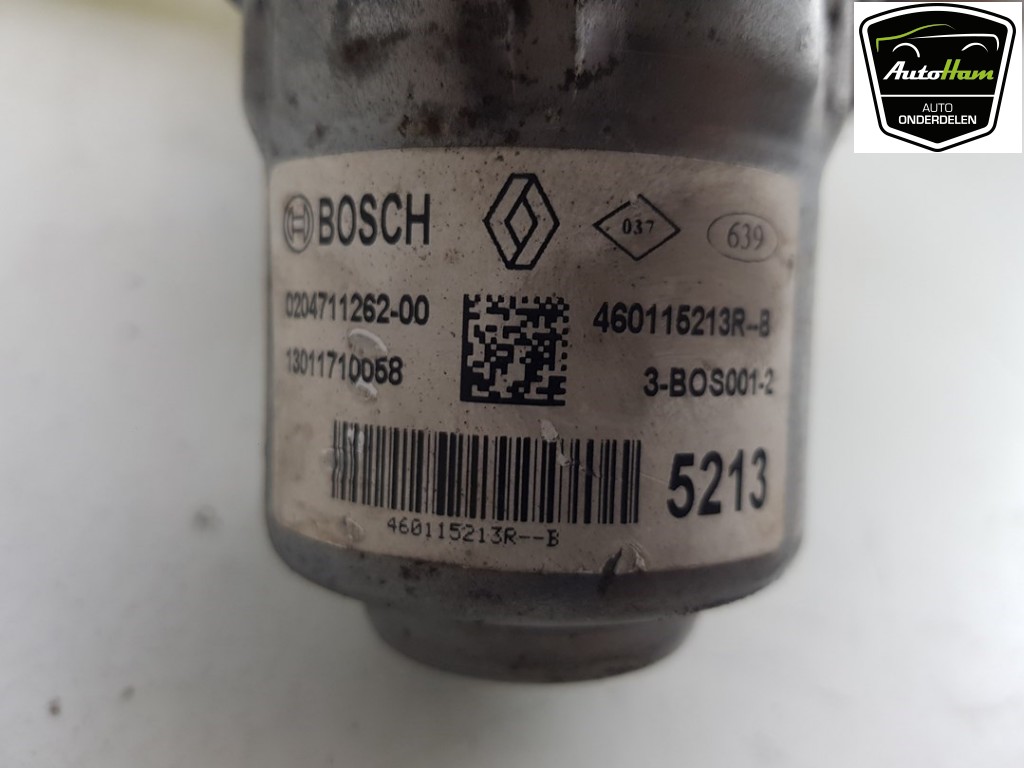 AutoHam
AUTO
ONDERDELEN
BOSCH
037
639
0204711262-00
460115213R--B
13011710058
3-BOS001-2
5213
460115213R--B